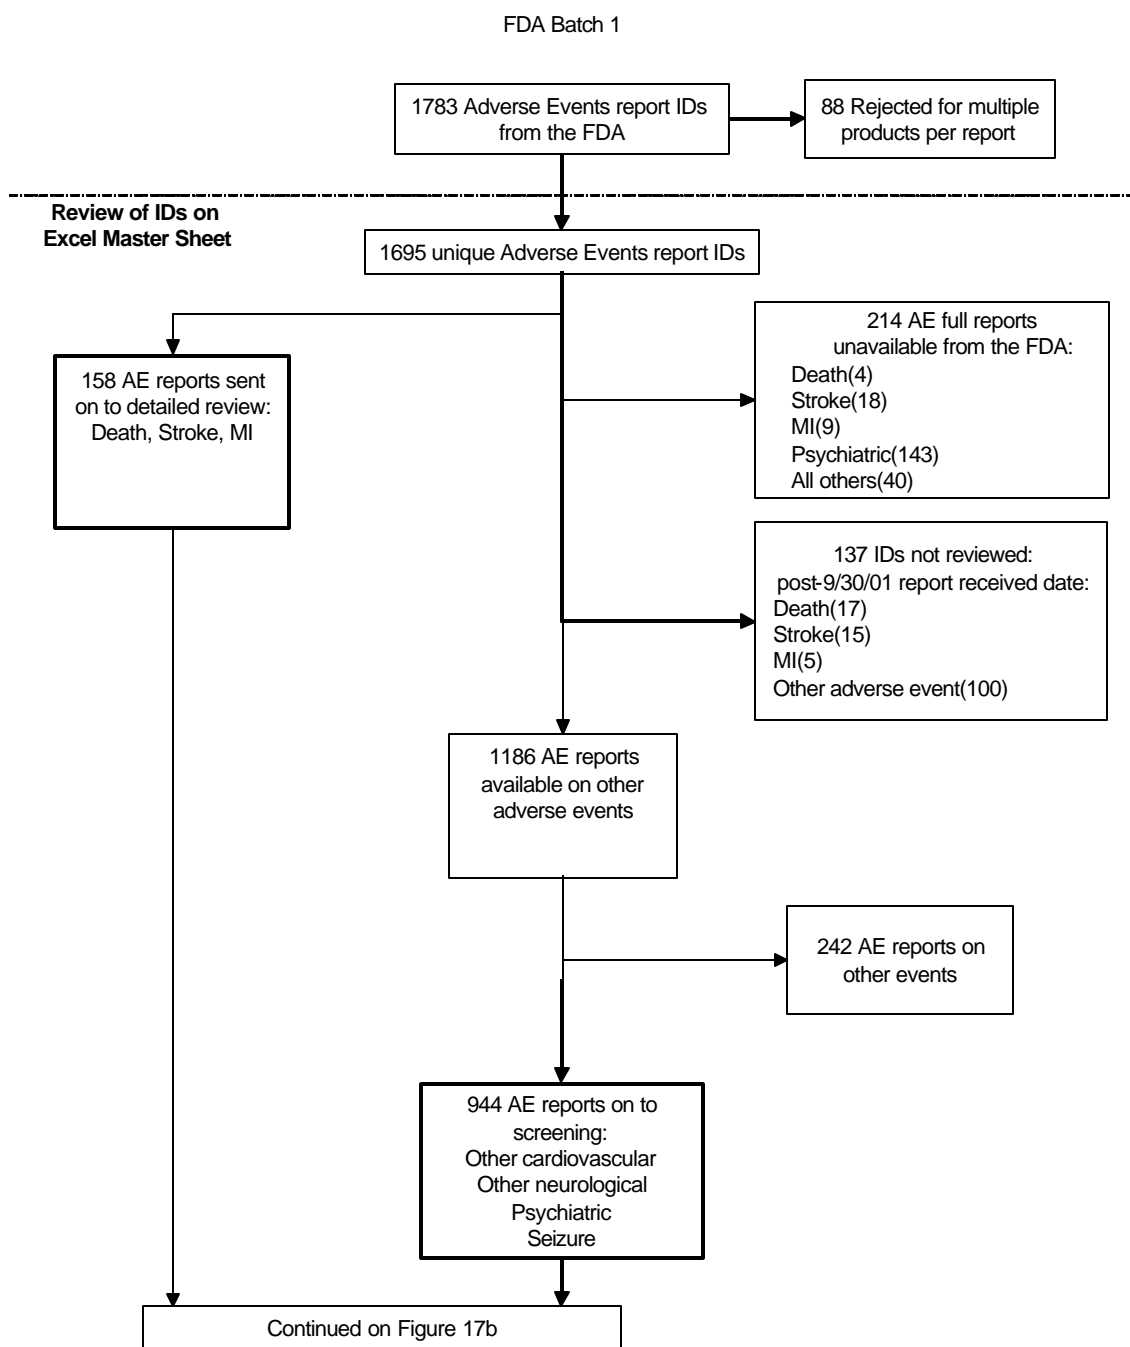 FDA Batch 1
1783 Adverse Events report IDs
from the FDA
88 Rejected for multiple
products per report
Review of IDs on
Excel Master Sheet
1695 unique Adverse Events report IDs
158 AE reports sent
on to detailed review:
Death, Stroke, MI
214 AE full reports
unavailable from the FDA:
Death(4)
Stroke(18)
MI(9)
Psychiatric(143)
All others(40)
137 IDs not reviewed:
post-9/30/01 report received date:
Death(17)
Stroke(15)
MI(5)
Other adverse event(100)
1186 AE reports
available on other
adverse events
242 AE reports on
other events
944 AE reports on to
screening:
Other cardiovascular
Other neurological
Psychiatric
Seizure
Continued on Figure 17b